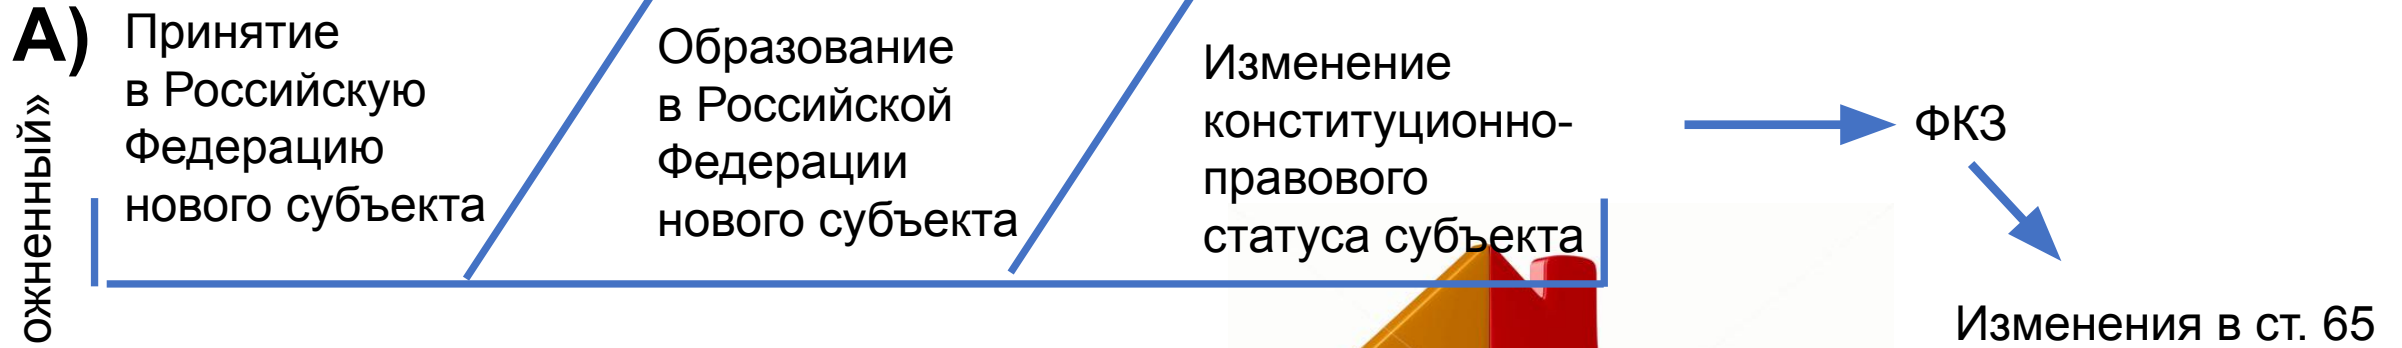 А)
Принятие
в Российскую
Федерацию
нового субъекта
Образование
в Российской
Федерации
нового субъекта
Изменение
конституционно-
правового
статуса субъекта
ФКЗ
Изменения в ст. 65
ожненный»